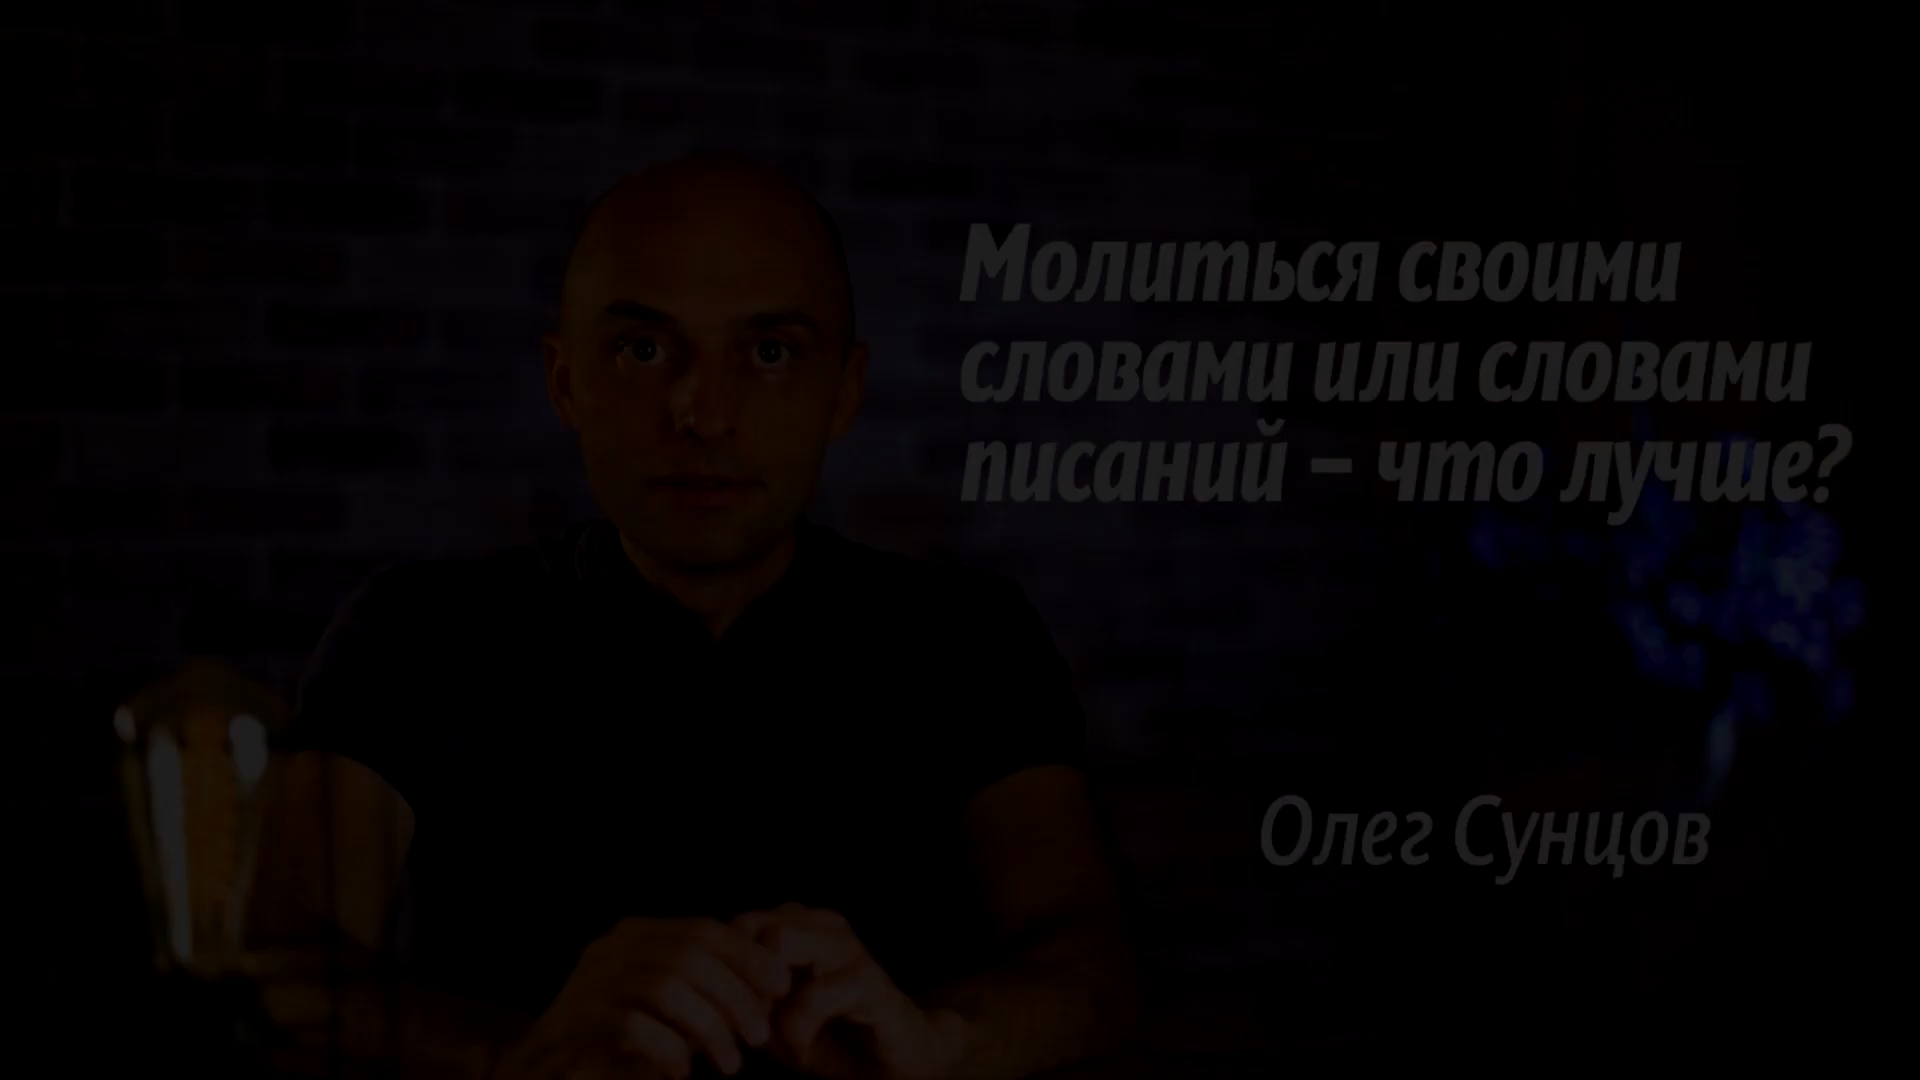 Молиться своими
словами или словами
писаний – что лучше?
Олег Сунцов